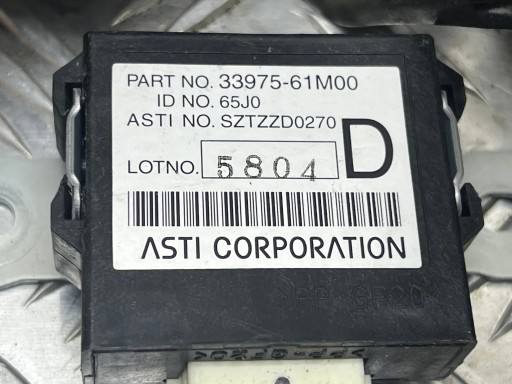 PART NO. 33975-61M00
ID NO. 65J0
ASTI NO. SZTZZD0270
D
LOTNO. 5804
ASTI CORPORATION